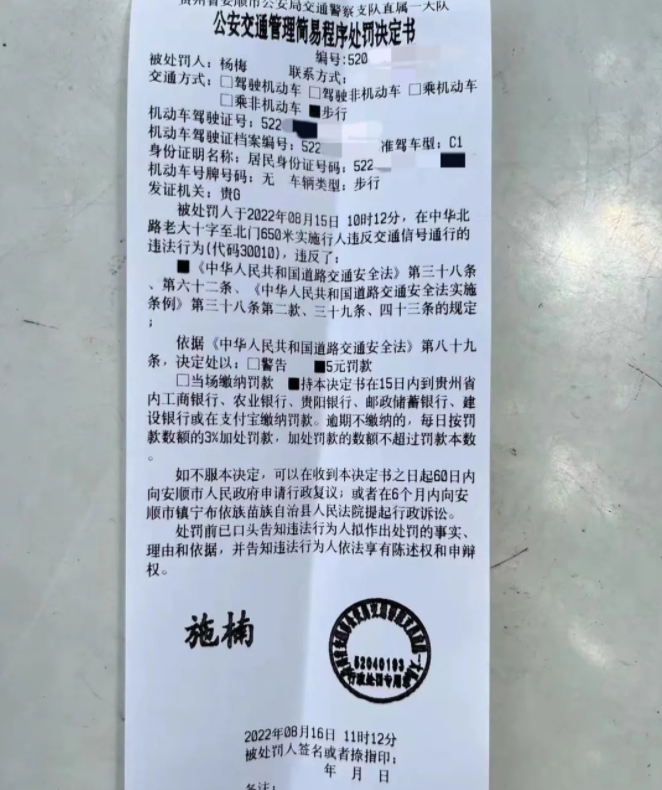 贵州省安顺市公安局交通警察支队直属一大队
公安交通管理简易程序处罚决定书
编号:520
被处罚人：杨梅 联系方式：
交通方式：□驾驶机动车 □驾驶非机动车 □乘机动车
□乘非机动车 ■步行
机动车驾驶证号：522
机动车驾驶证档案编号：522 准驾车型：C1
身份证明名称：居民身份证号码：522
机动车号牌号码：无 车辆类型：步行
发证机关：贵G
被处罚人于2022年08月15日 10时12分，在中华北
路老大十字至北门650米实施行人违反交通信号通行的
违法行为(代码30010)，违反了：
■《中华人民共和国道路交通安全法》第三十八条
、第六十二条、《中华人民共和国道路交通安全法实施
条例》第三十八条第二款、三十九条、四十三条的规定
；
依据《中华人民共和国道路交通安全法》第八十九
条，决定处以：□警告 ■5元罚款
□当场缴纳罚款 ■持本决定书在15日内到贵州省
内工商银行、农业银行、贵阳银行、邮政储蓄银行、建
设银行或在支付宝缴纳罚款。逾期不缴纳的，每日按罚
款数额的3%加处罚款，加处罚款的数额不超过罚款本数
。
如不服本决定，可以在收到本决定书之日起60日内
向安顺市人民政府申请行政复议；或者在6个月内向安
顺市镇宁布依族苗族自治县人民法院提起行政诉讼。
处罚前已口头告知违法行为人拟作出处罚的事实、
理由和依据，并告知违法行为人依法享有陈述权和申辩
权。
施楠
52040193
行政处罚专用章
2022年08月16日 11时12分
被处罚人签名或者捺指印：
年 月 日
备注：